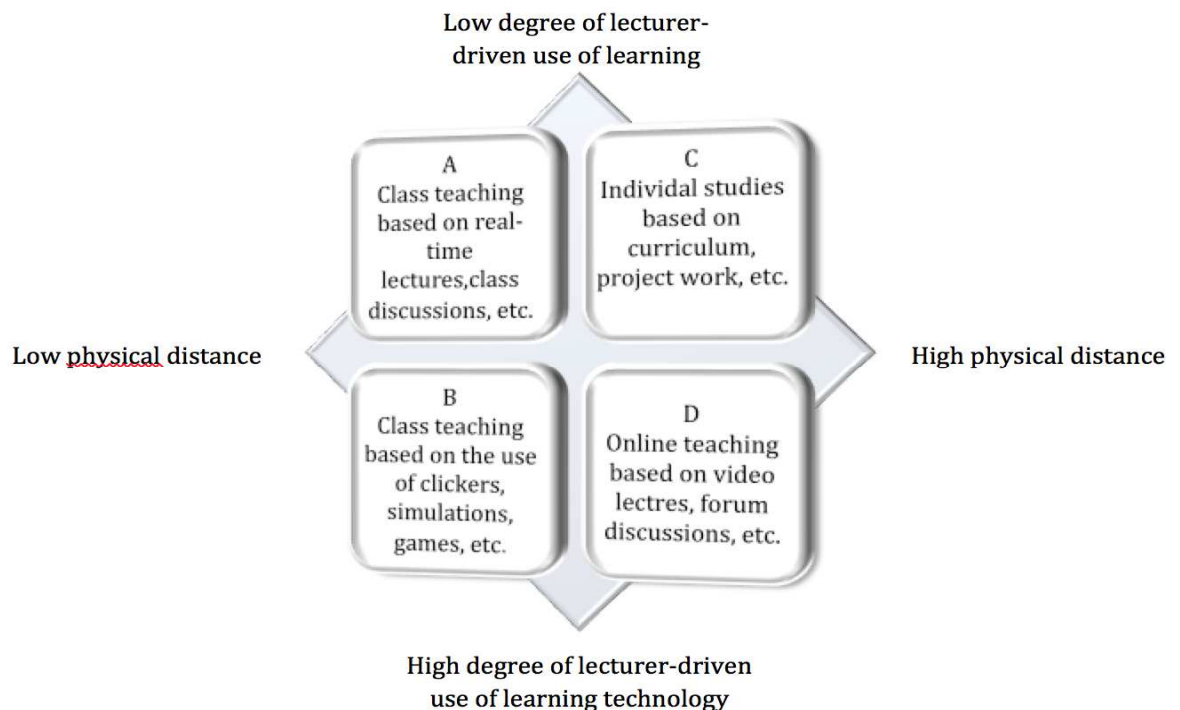 Low degree of lecturer-
driven use of learning
A
Class teaching
based on real-
time
lectures,class
discussions, etc.
C
Individal studies
based on
curriculum,
project work, etc.
Low physical distance
High physical distance
B
Class teaching
based on the use
of clickers,
simulations,
games, etc.
D
Online teaching
based on video
lectres, forum
discussions, etc.
High degree of lecturer-driven
use of learning technology